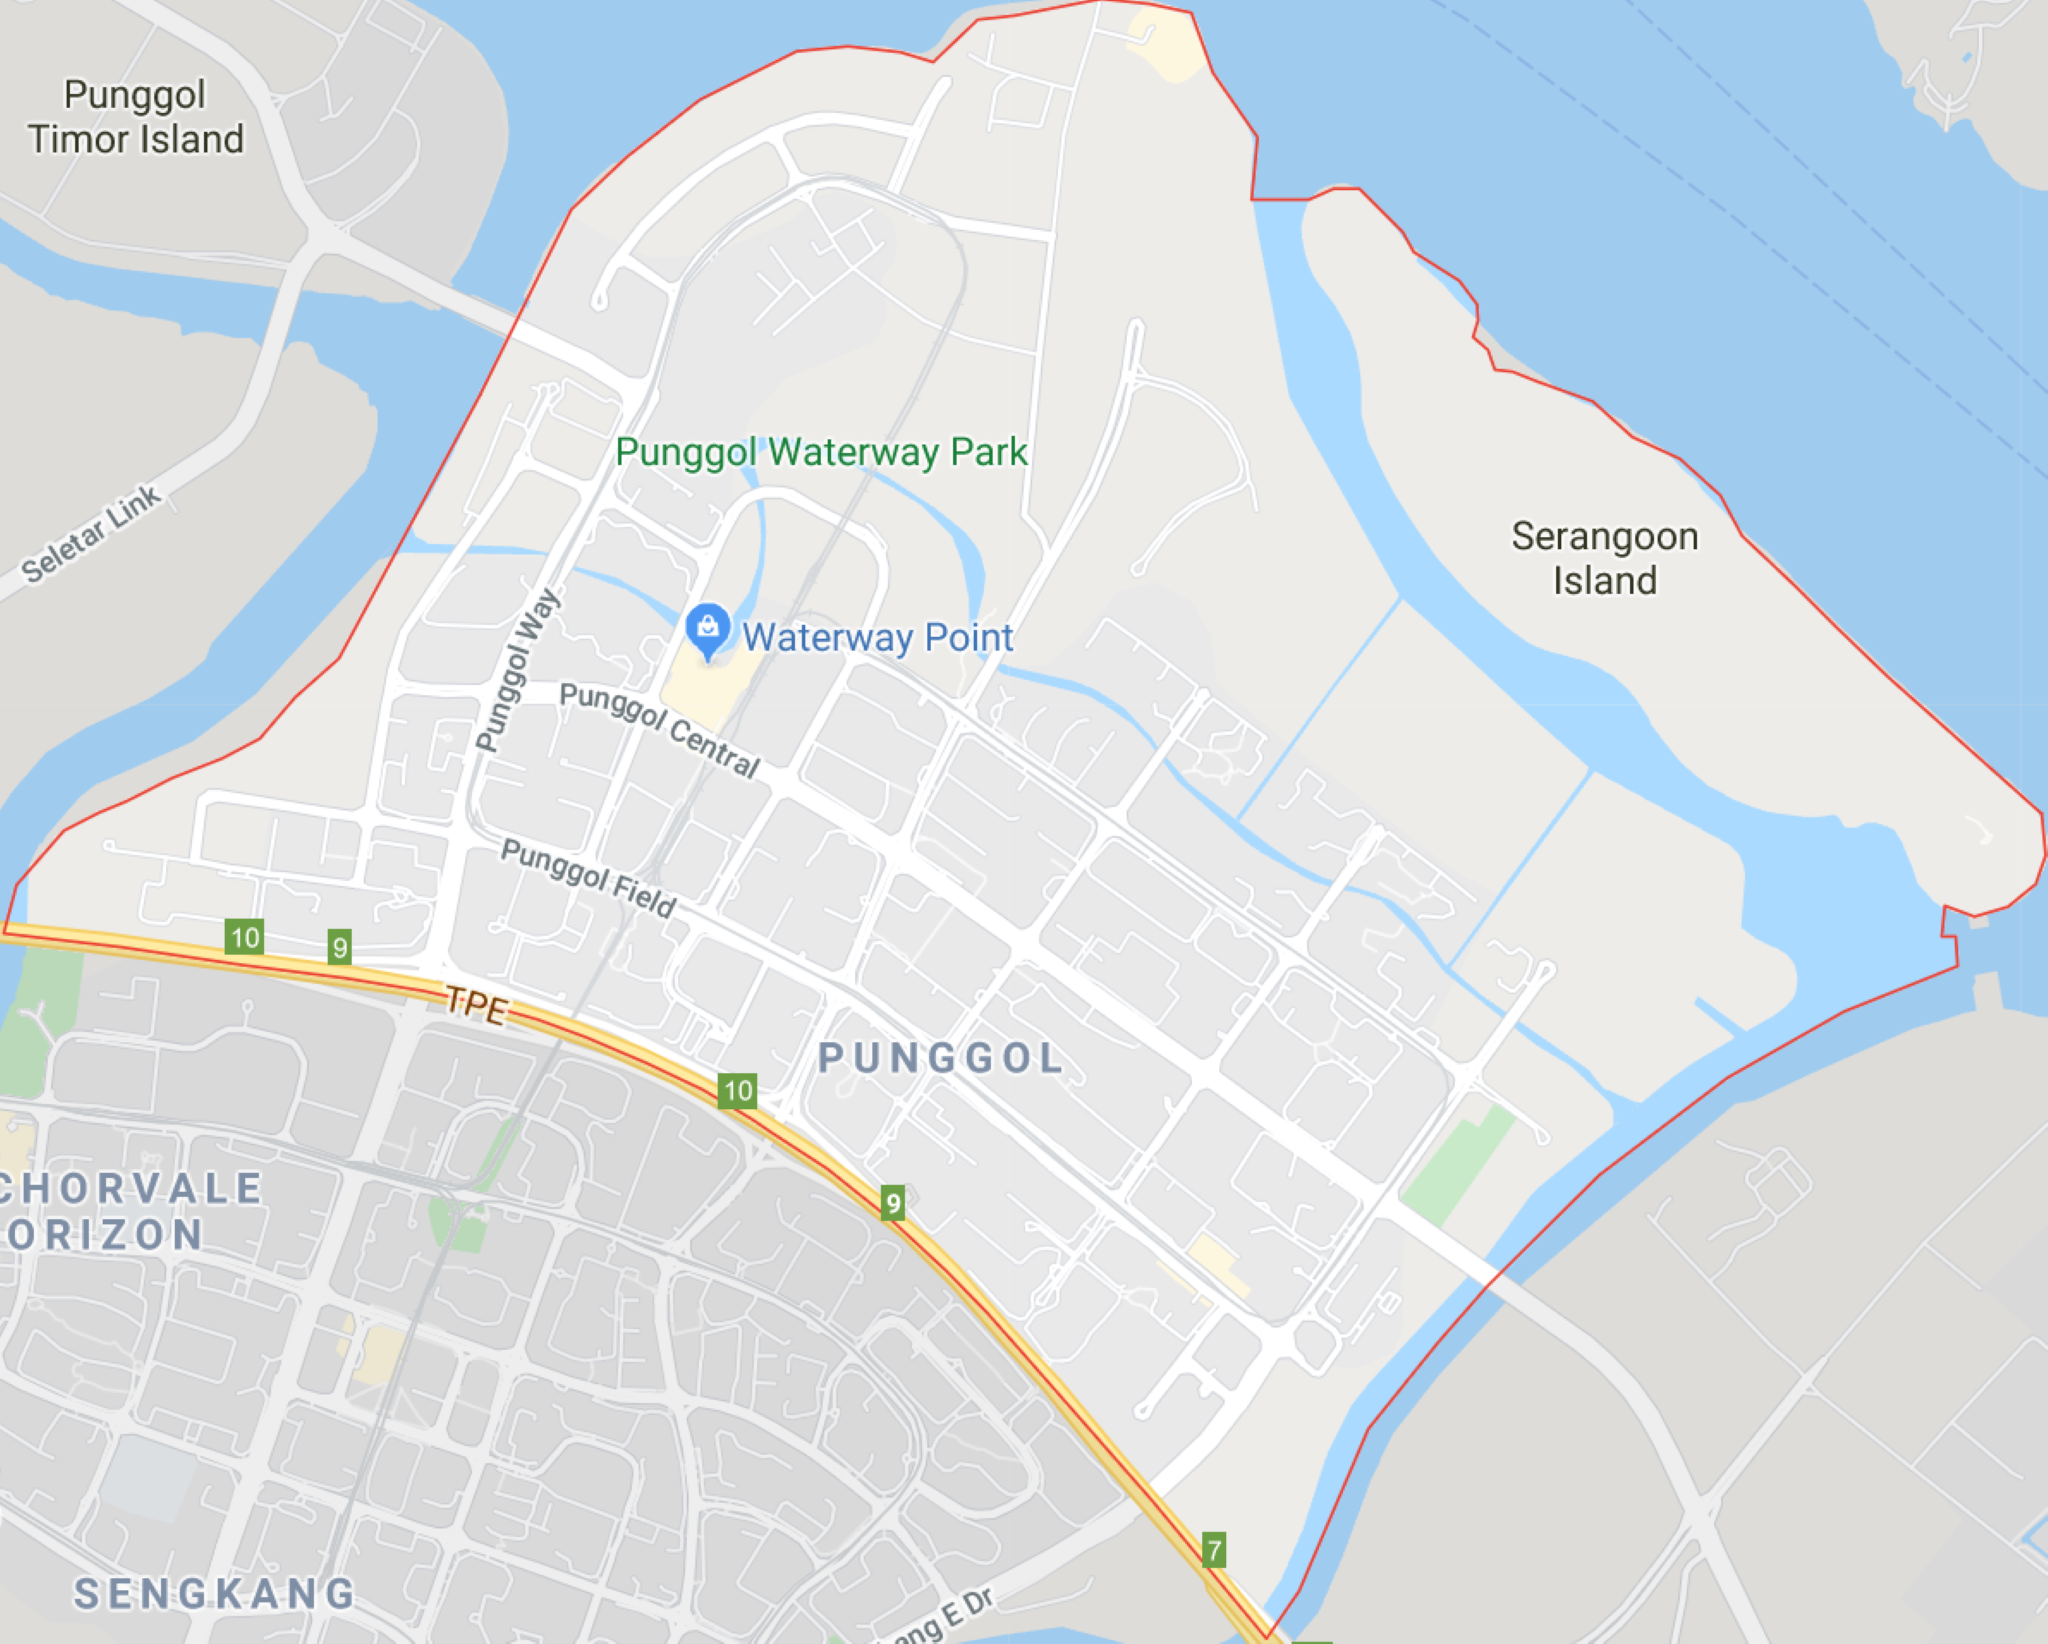 Punggol
Timor Island
Punggol Waterway Park
Seletar Link
Serangoon
Island
Punggol Way
Waterway Point
Punggol Central
Punggol Field
10
9
TPE
PUNGGOL
10
CHORVALE
ORIZON
9
7
SENGKANG
ang E Dr